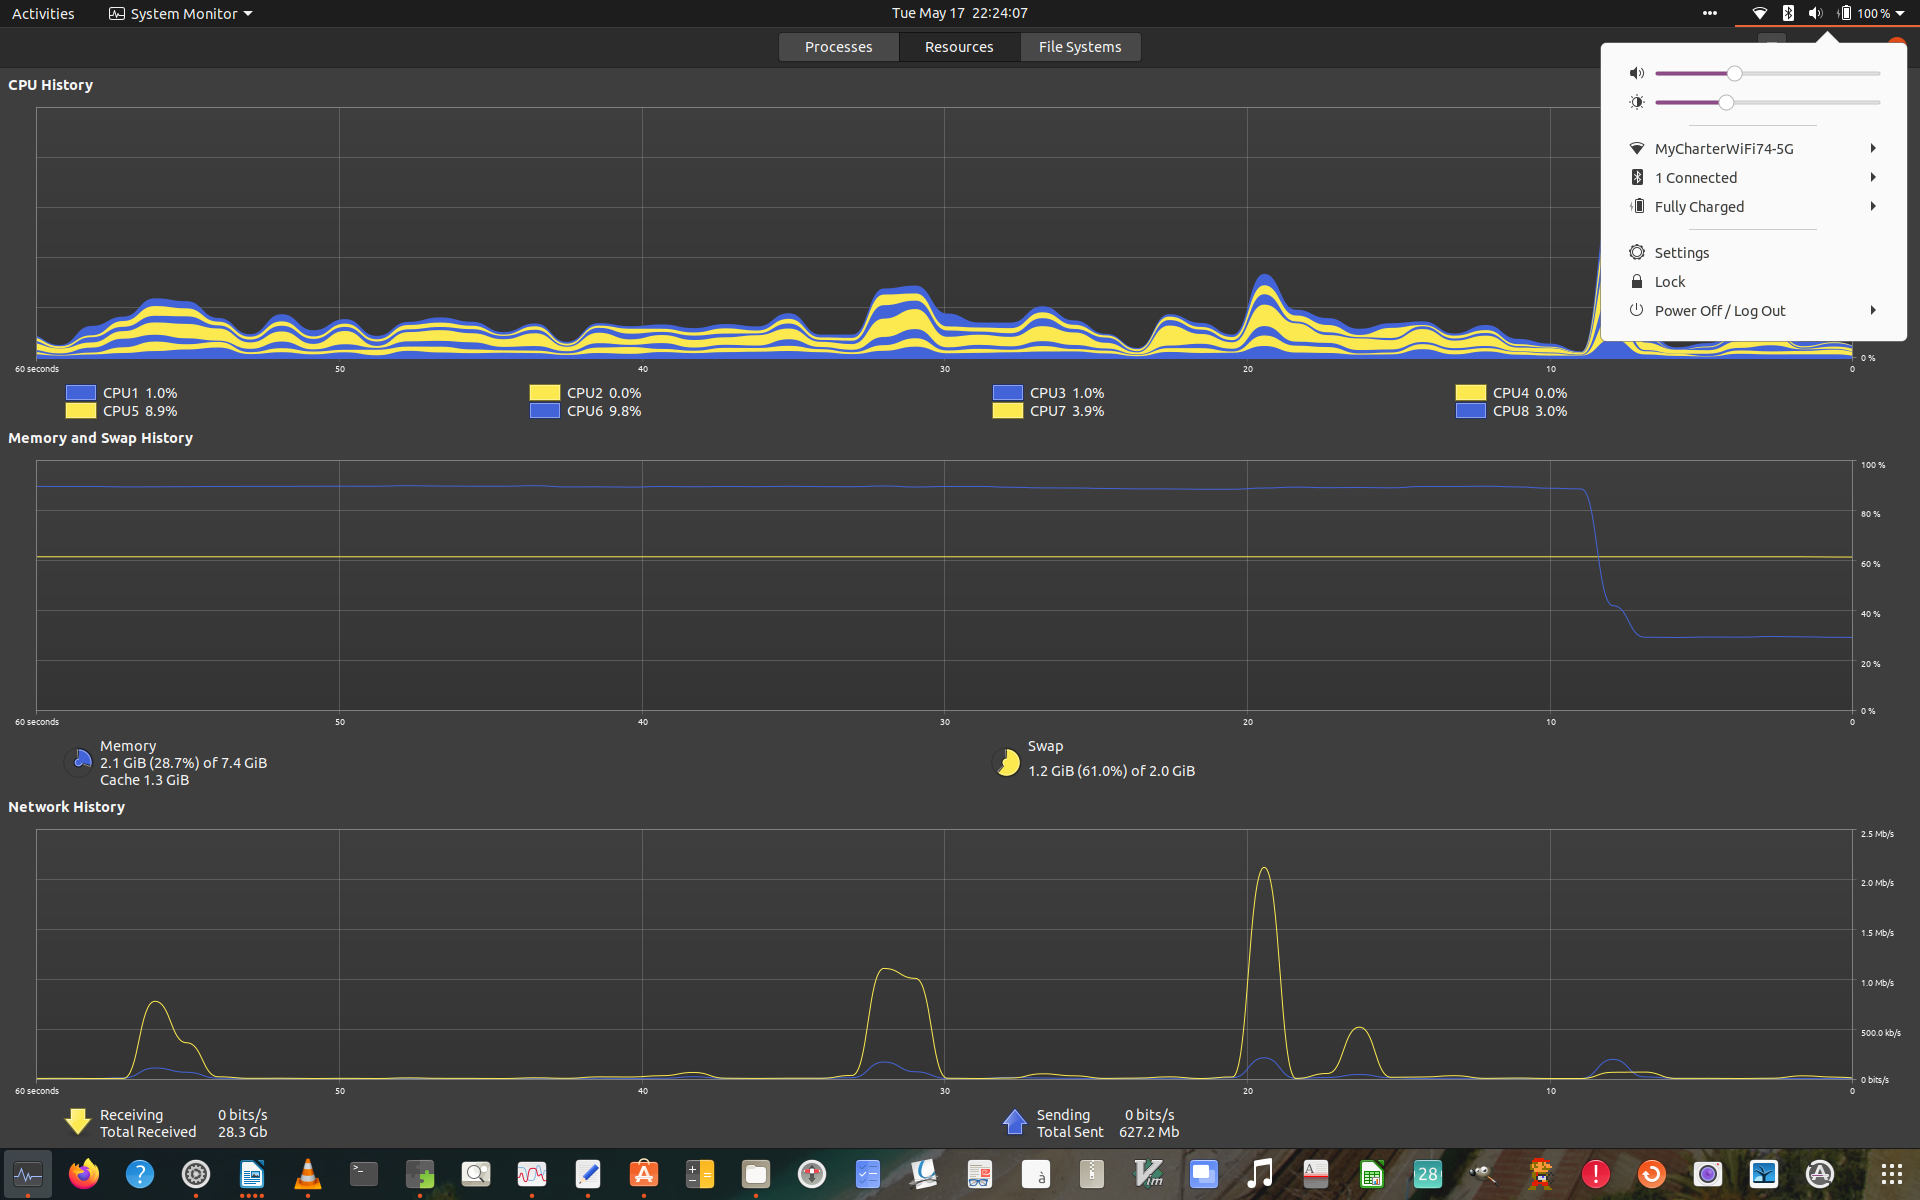 Activities
System Monitor
Tue May 17 22:24:07
100 %
Processes
Resources
File Systems
CPU History
MyCharterWiFi74-5G
1 Connected
Fully Charged
Settings
Lock
Power Off / Log Out
0 %
60 seconds 50 40 30 20 10 0
CPU1 1.0% CPU2 0.0% CPU3 1.0% CPU4 0.0%
CPU5 8.9% CPU6 9.8% CPU7 3.9% CPU8 3.0%
Memory and Swap History
100 %
80 %
60 %
40 %
20 %
0 %
60 seconds 50 40 30 20 10 0
Memory
2.1 GiB (28.7%) of 7.4 GiB
Cache 1.3 GiB
Swap
1.2 GiB (61.0%) of 2.0 GiB
Network History
2.5 Mb/s
2.0 Mb/s
1.5 Mb/s
1.0 Mb/s
500.0 kb/s
0 bits/s
60 seconds 50 40 30 20 10 0
Receiving 0 bits/s
Total Received 28.3 Gb
Sending 0 bits/s
Total Sent 627.2 Mb
?
>_
à
Vim
A
28
!